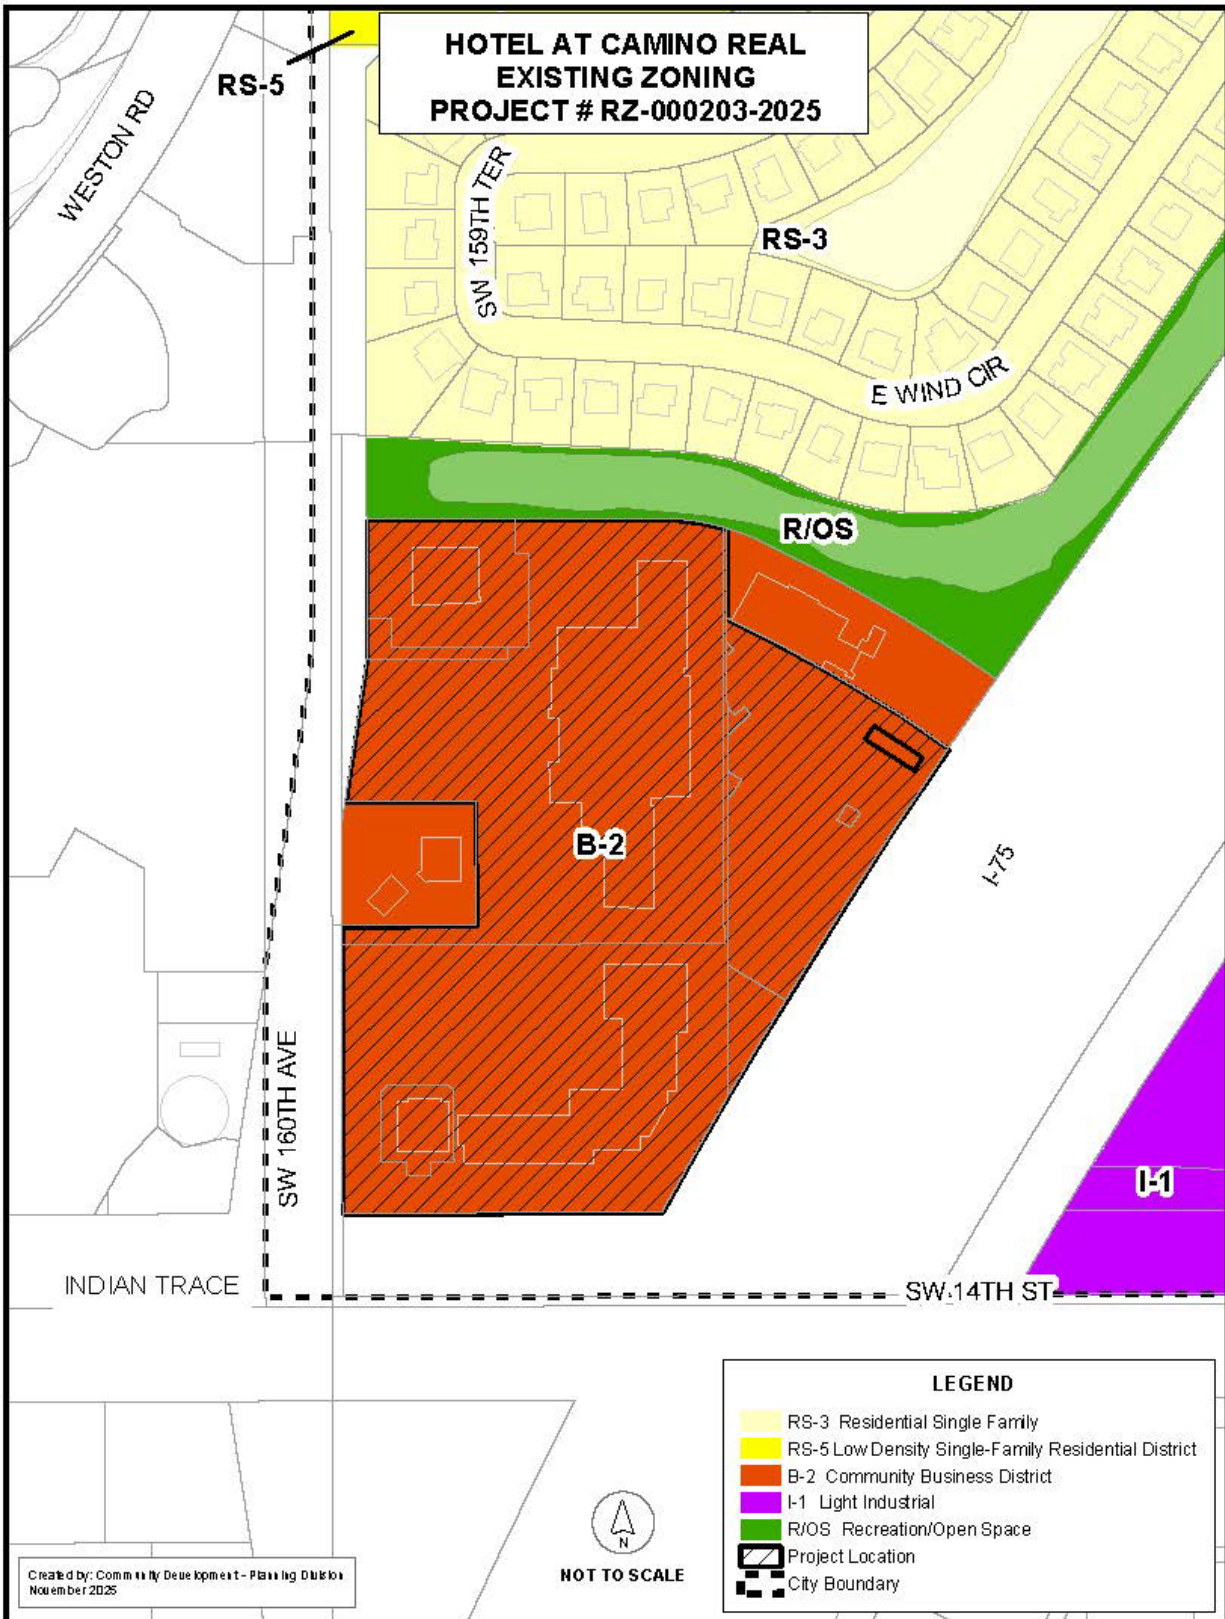 HOTEL AT CAMINO REAL
EXISTING ZONING
PROJECT # RZ-000203-2025
RS-5
WESTON RD
SW 159TH TER
RS-3
E WIND CIR
R/OS
B-2
I-75
SW 160TH AVE
I-1
INDIAN TRACE
SW 14TH ST
LEGEND
RS-3 Residential Single Family
RS-5 Low Density Single-Family Residential District
B-2 Community Business District
I-1 Light Industrial
R/OS Recreation/Open Space
Project Location
City Boundary
N
NOT TO SCALE
Created by: Community Development - Planning Division
November 2025